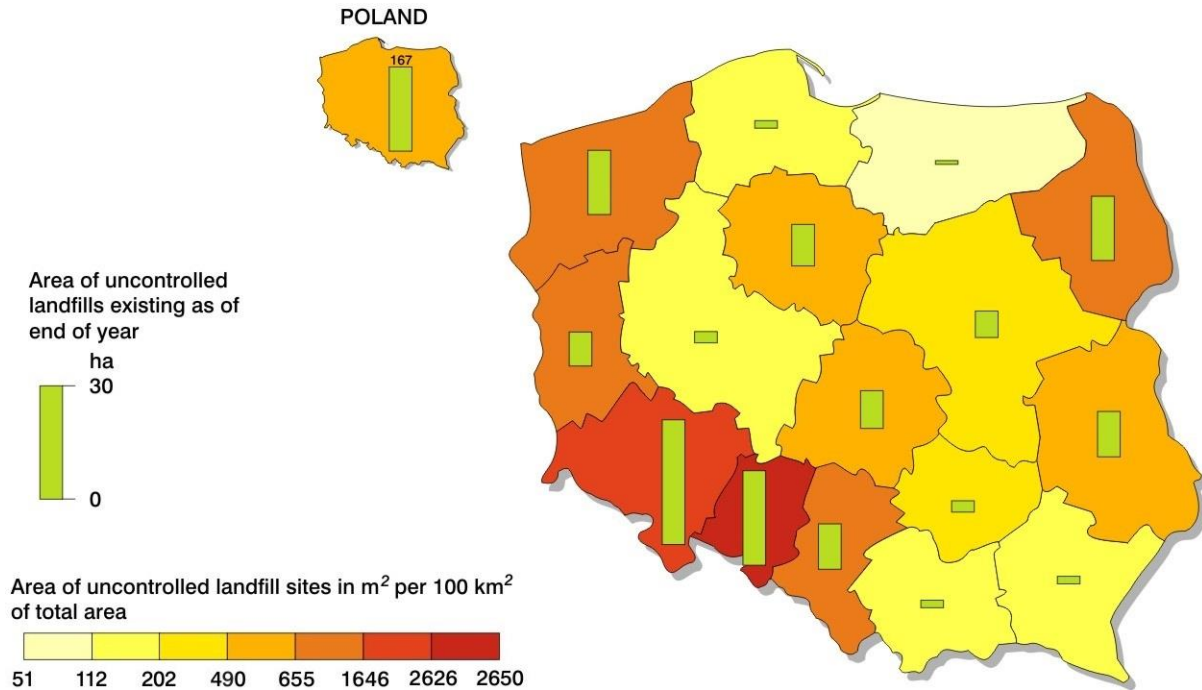 POLAND
167
Area of uncontrolled
landfills existing as of
end of year
ha
30
0
Area of uncontrolled landfill sites in m² per 100 km²
of total area
51 112 202 490 655 1646 2626 2650